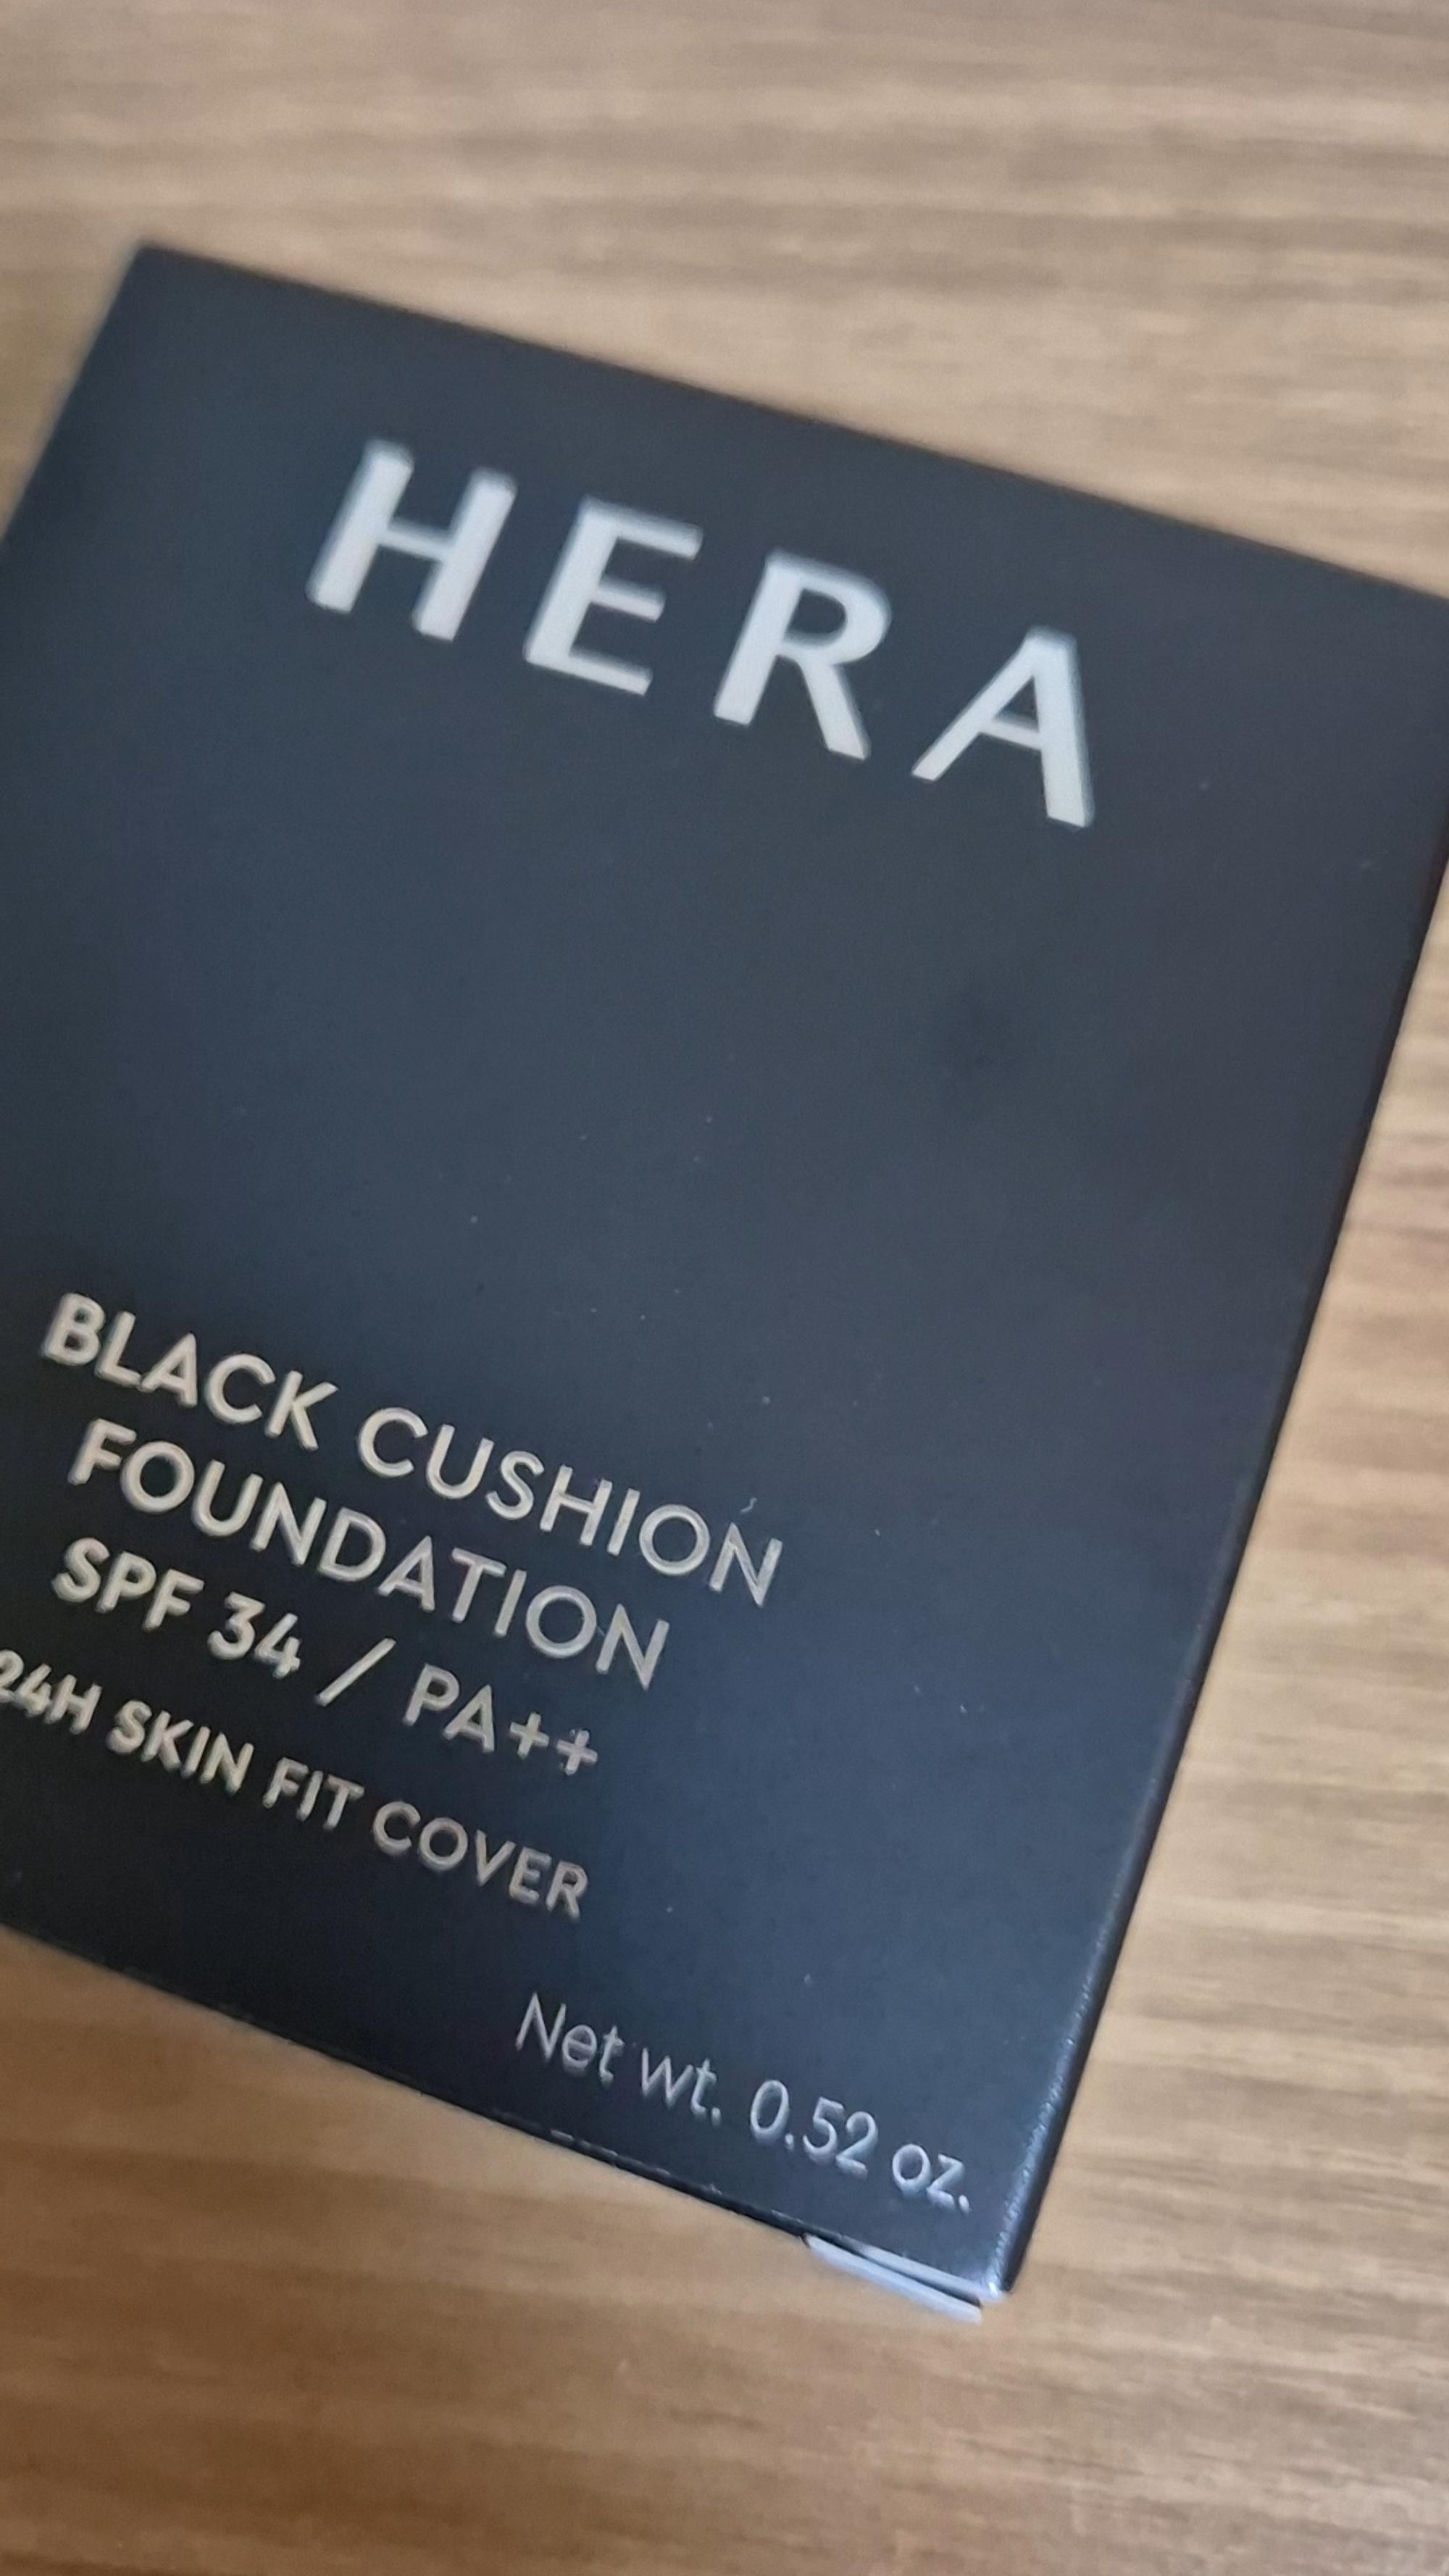 HERA
BLACK CUSHION
FOUNDATION
SPF 34 / PA++
24H SKIN FIT COVER
Net wt. 0.52 oz.